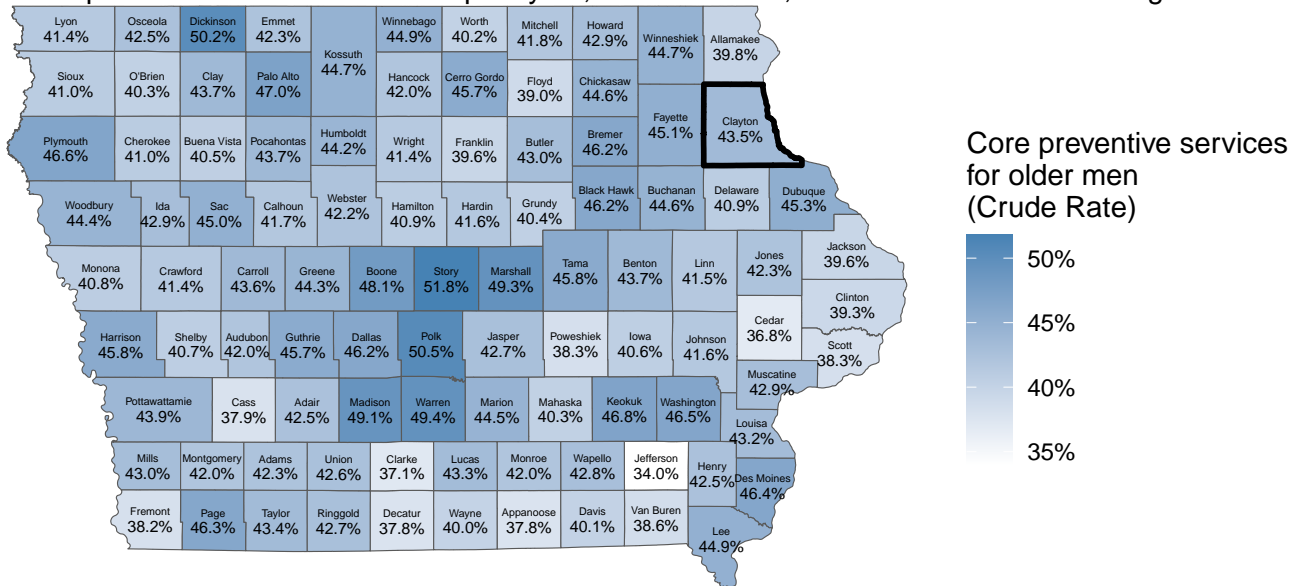 Lyon
41.4%
Osceola
42.5%
Dickinson
50.2%
Emmet
42.3%
Kossuth
44.7%
Winnebago
44.9%
Worth
40.2%
Mitchell
41.8%
Howard
42.9%
Winneshiek
44.7%
Allamakee
39.8%
Sioux
41.0%
O'Brien
40.3%
Clay
43.7%
Palo Alto
47.0%
Hancock
42.0%
Cerro Gordo
45.7%
Floyd
39.0%
Chickasaw
44.6%
Fayette
45.1%
Clayton
43.5%
Plymouth
46.6%
Cherokee
41.0%
Buena Vista
40.5%
Pocahontas
43.7%
Humboldt
44.2%
Wright
41.4%
Franklin
39.6%
Butler
43.0%
Bremer
46.2%
Woodbury
44.4%
Ida
42.9%
Sac
45.0%
Calhoun
41.7%
Webster
42.2%
Hamilton
40.9%
Hardin
41.6%
Grundy
40.4%
Black Hawk
46.2%
Buchanan
44.6%
Delaware
40.9%
Dubuque
45.3%
Monona
40.8%
Crawford
41.4%
Carroll
43.6%
Greene
44.3%
Boone
48.1%
Story
51.8%
Marshall
49.3%
Tama
45.8%
Benton
43.7%
Linn
41.5%
Jones
42.3%
Jackson
39.6%
Clinton
39.3%
Harrison
45.8%
Shelby
40.7%
Audubon
42.0%
Guthrie
45.7%
Dallas
46.2%
Polk
50.5%
Jasper
42.7%
Poweshiek
38.3%
Iowa
40.6%
Johnson
41.6%
Cedar
36.8%
Scott
38.3%
Muscatine
42.9%
Pottawattamie
43.9%
Cass
37.9%
Adair
42.5%
Madison
49.1%
Warren
49.4%
Marion
44.5%
Mahaska
40.3%
Keokuk
46.8%
Washington
46.5%
Louisa
43.2%
Mills
43.0%
Montgomery
42.0%
Adams
42.3%
Union
42.6%
Clarke
37.1%
Lucas
43.3%
Monroe
42.0%
Wapello
42.8%
Jefferson
34.0%
Henry
42.5%
Des Moines
46.4%
Fremont
38.2%
Page
46.3%
Taylor
43.4%
Ringgold
42.7%
Decatur
37.8%
Wayne
40.0%
Appanoose
37.8%
Davis
40.1%
Van Buren
38.6%
Lee
44.9%
Core preventive services
for older men
(Crude Rate)
50%
45%
40%
35%